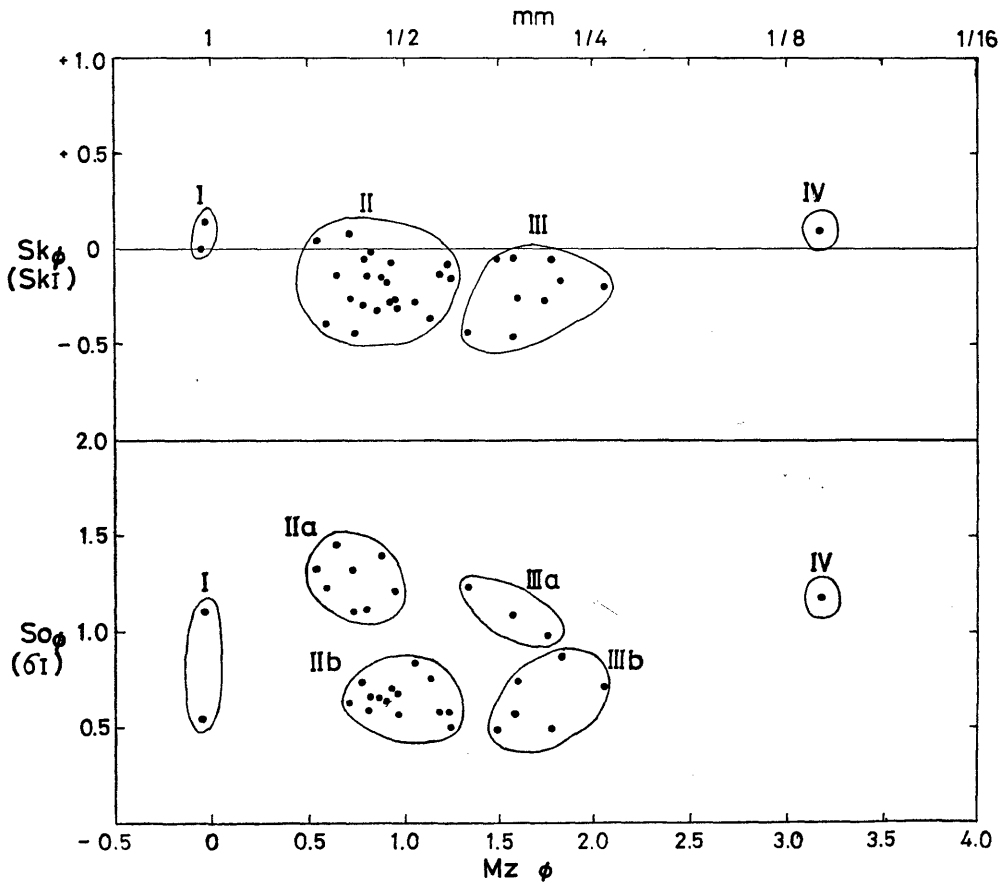 mm
1 1/2 1/4 1/8 1/16
+1.0
+0.5
I II III IV
0
Skϕ
(SkI)
-0.5
2.0
1.5
IIa
I IIIa IV
1.0
Soϕ
(σI)
IIb IIIb
0.5
-0.5 0 0.5 1.0 1.5 2.0 2.5 3.0 3.5 4.0
Mz ϕ